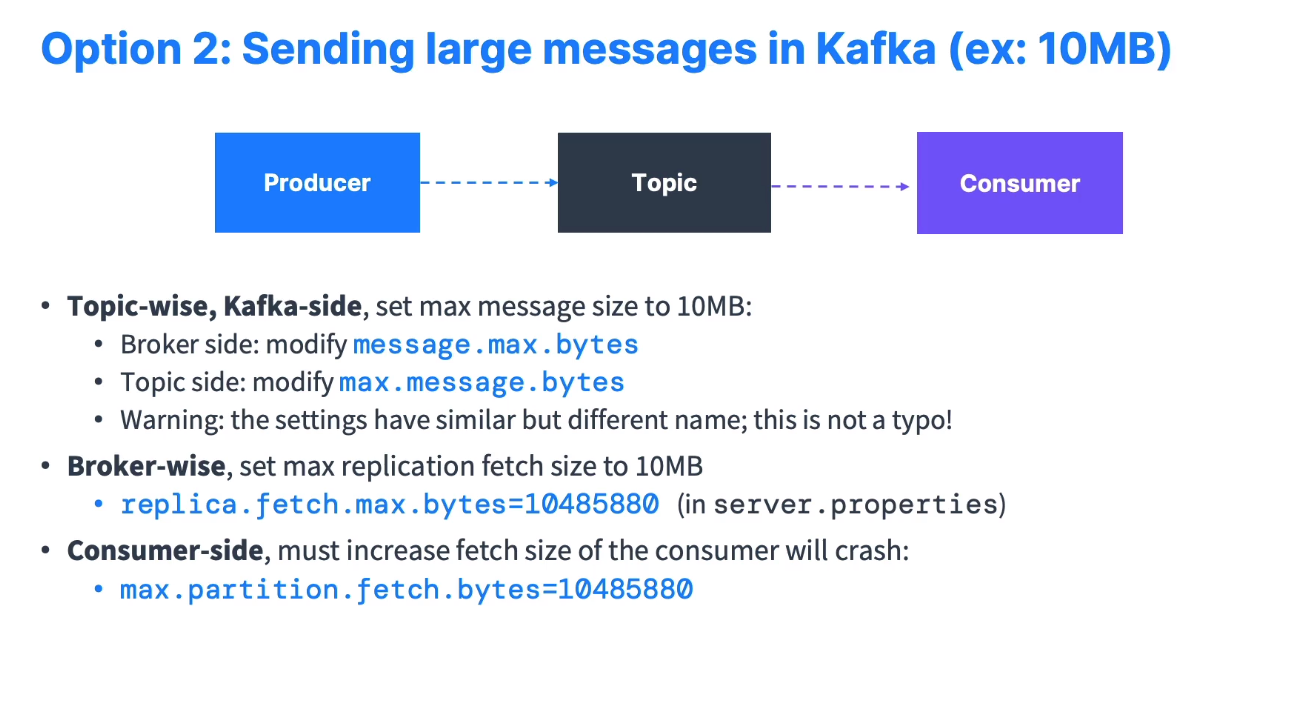 Option 2: Sending large messages in Kafka (ex: 10MB)
Producer
Topic
Consumer
• Topic-wise, Kafka-side, set max message size to 10MB:
• Broker side: modify message.max.bytes
• Topic side: modify max.message.bytes
• Warning: the settings have similar but different name; this is not a typo!
• Broker-wise, set max replication fetch size to 10MB
• replica.fetch.max.bytes=10485880 (in server.properties)
• Consumer-side, must increase fetch size of the consumer will crash:
• max.partition.fetch.bytes=10485880